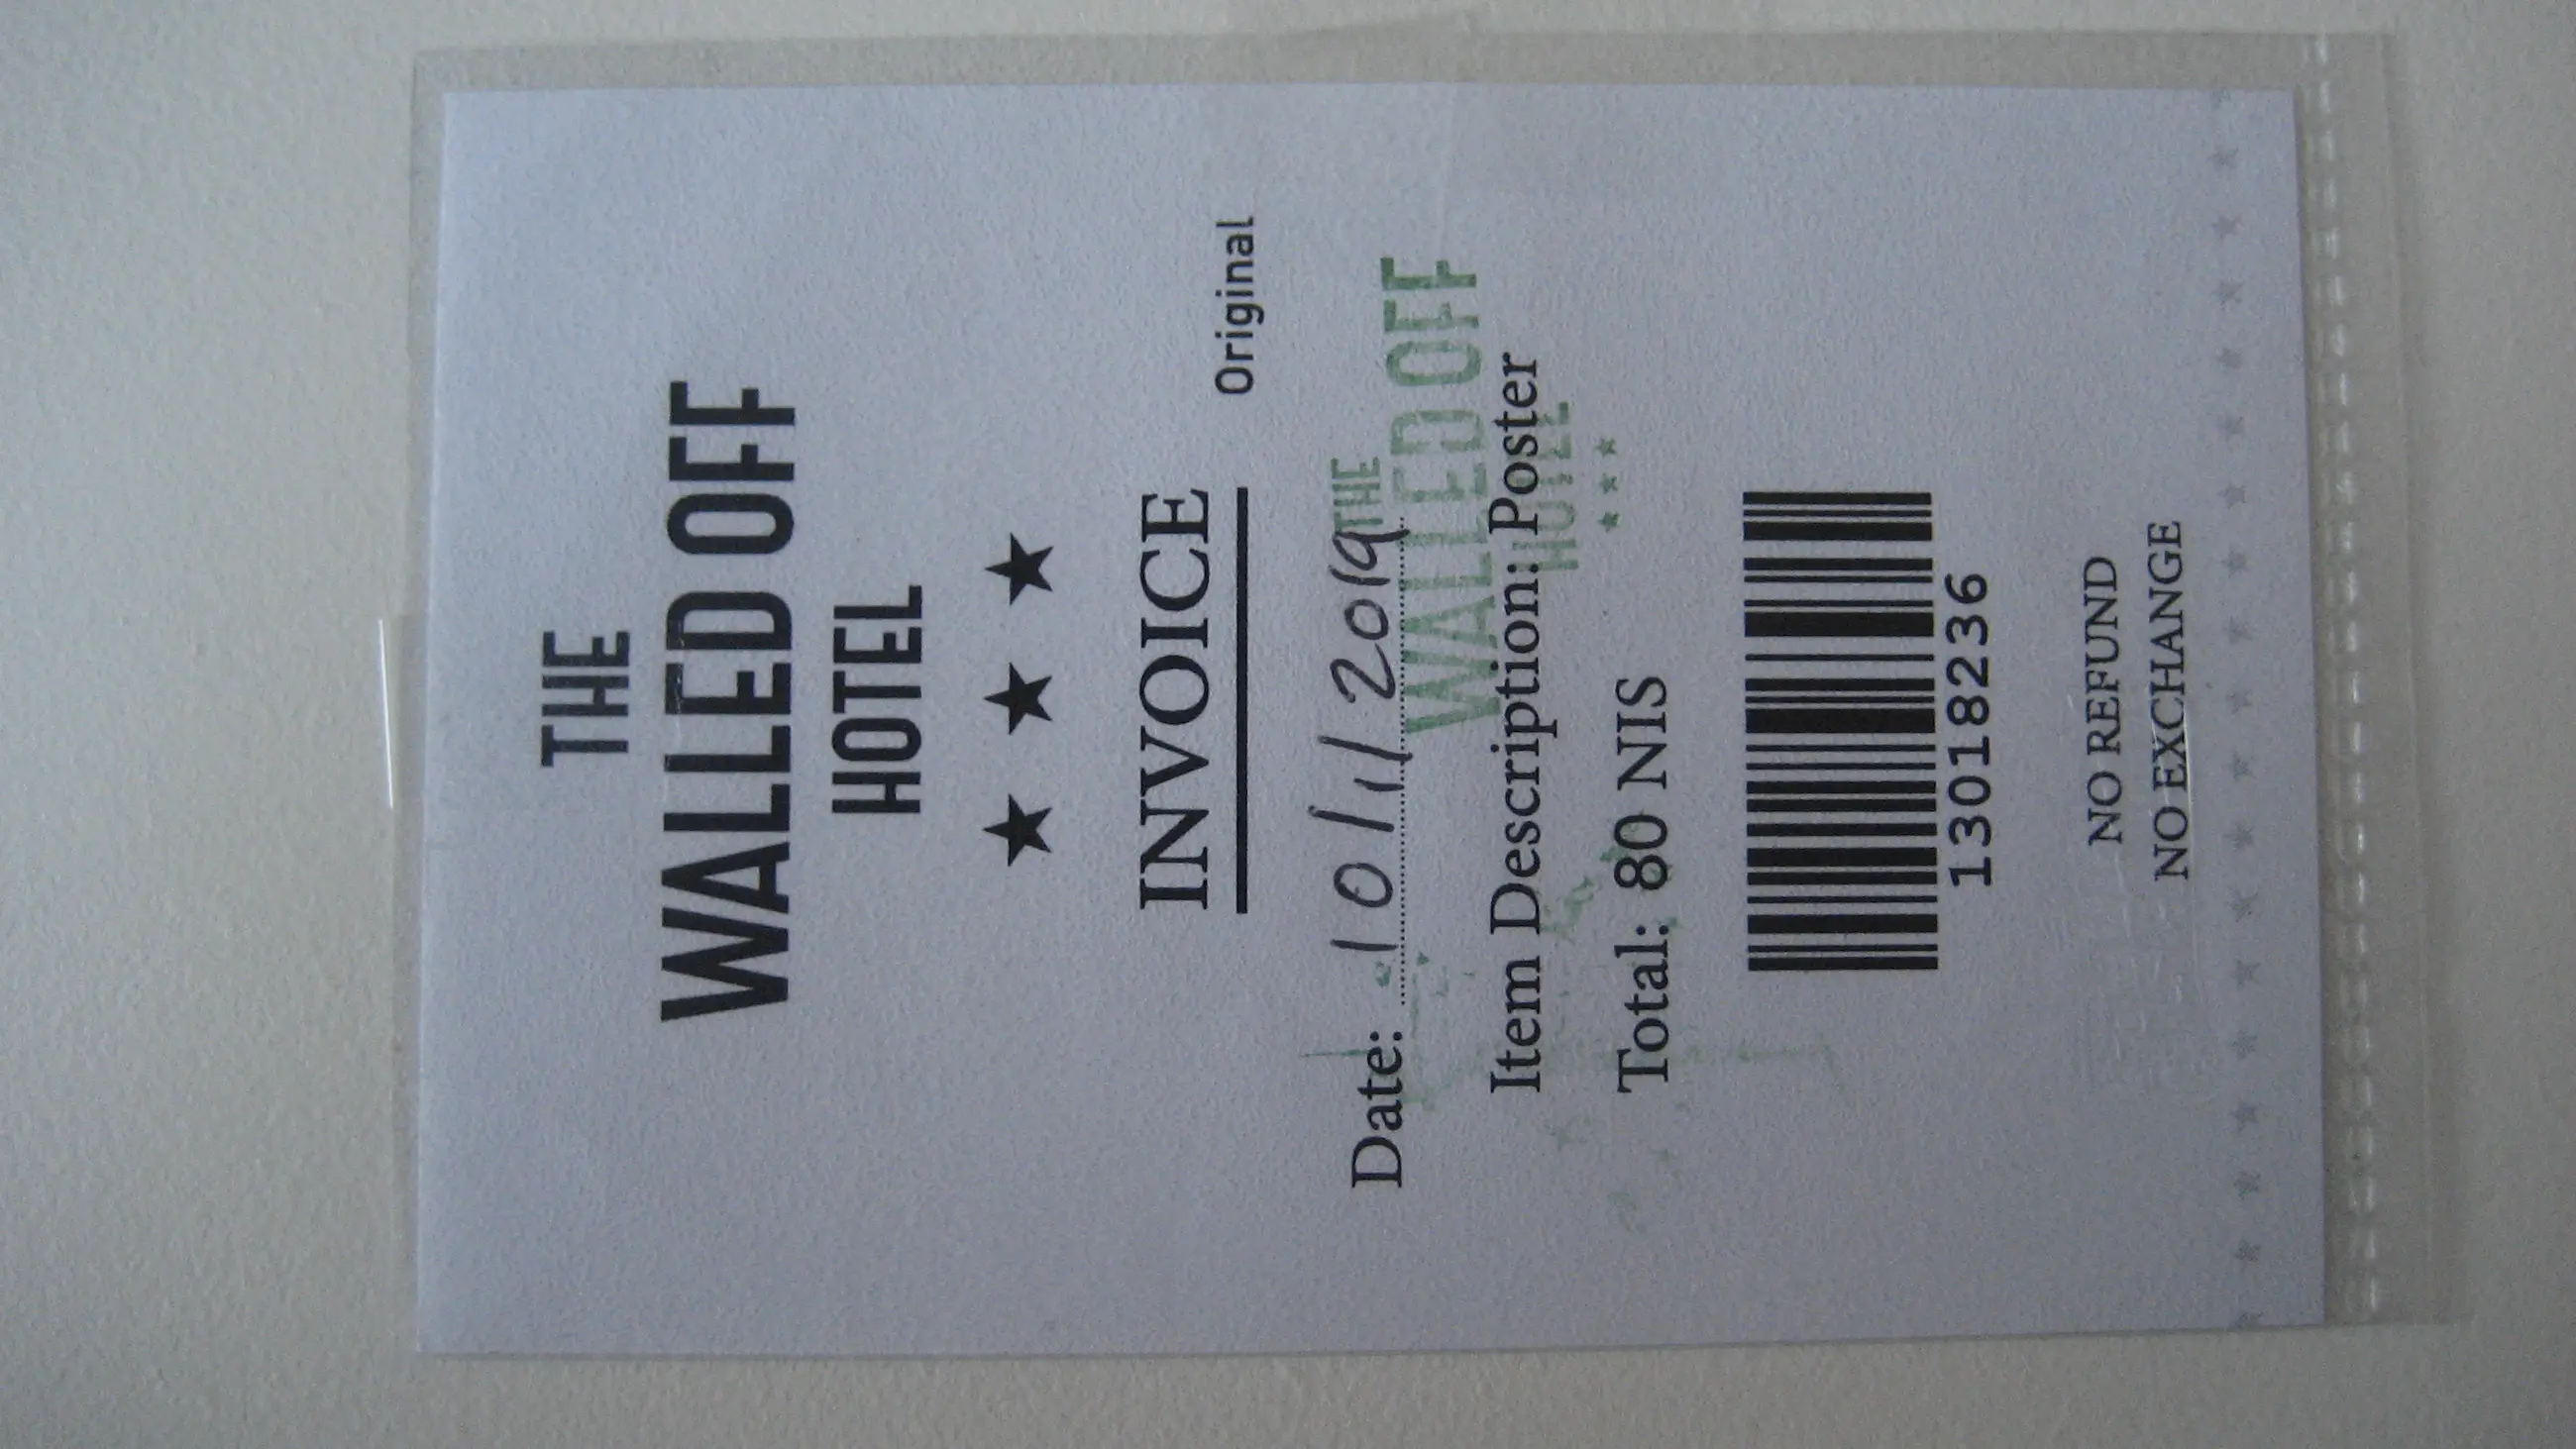 THE
WALLED OFF
HOTEL
INVOICE
Original
Date: 10/11/2019
THE
WALLED OFF
HOTEL
Item Description: Poster
Total: 80 NIS
13018236
NO REFUND
NO EXCHANGE